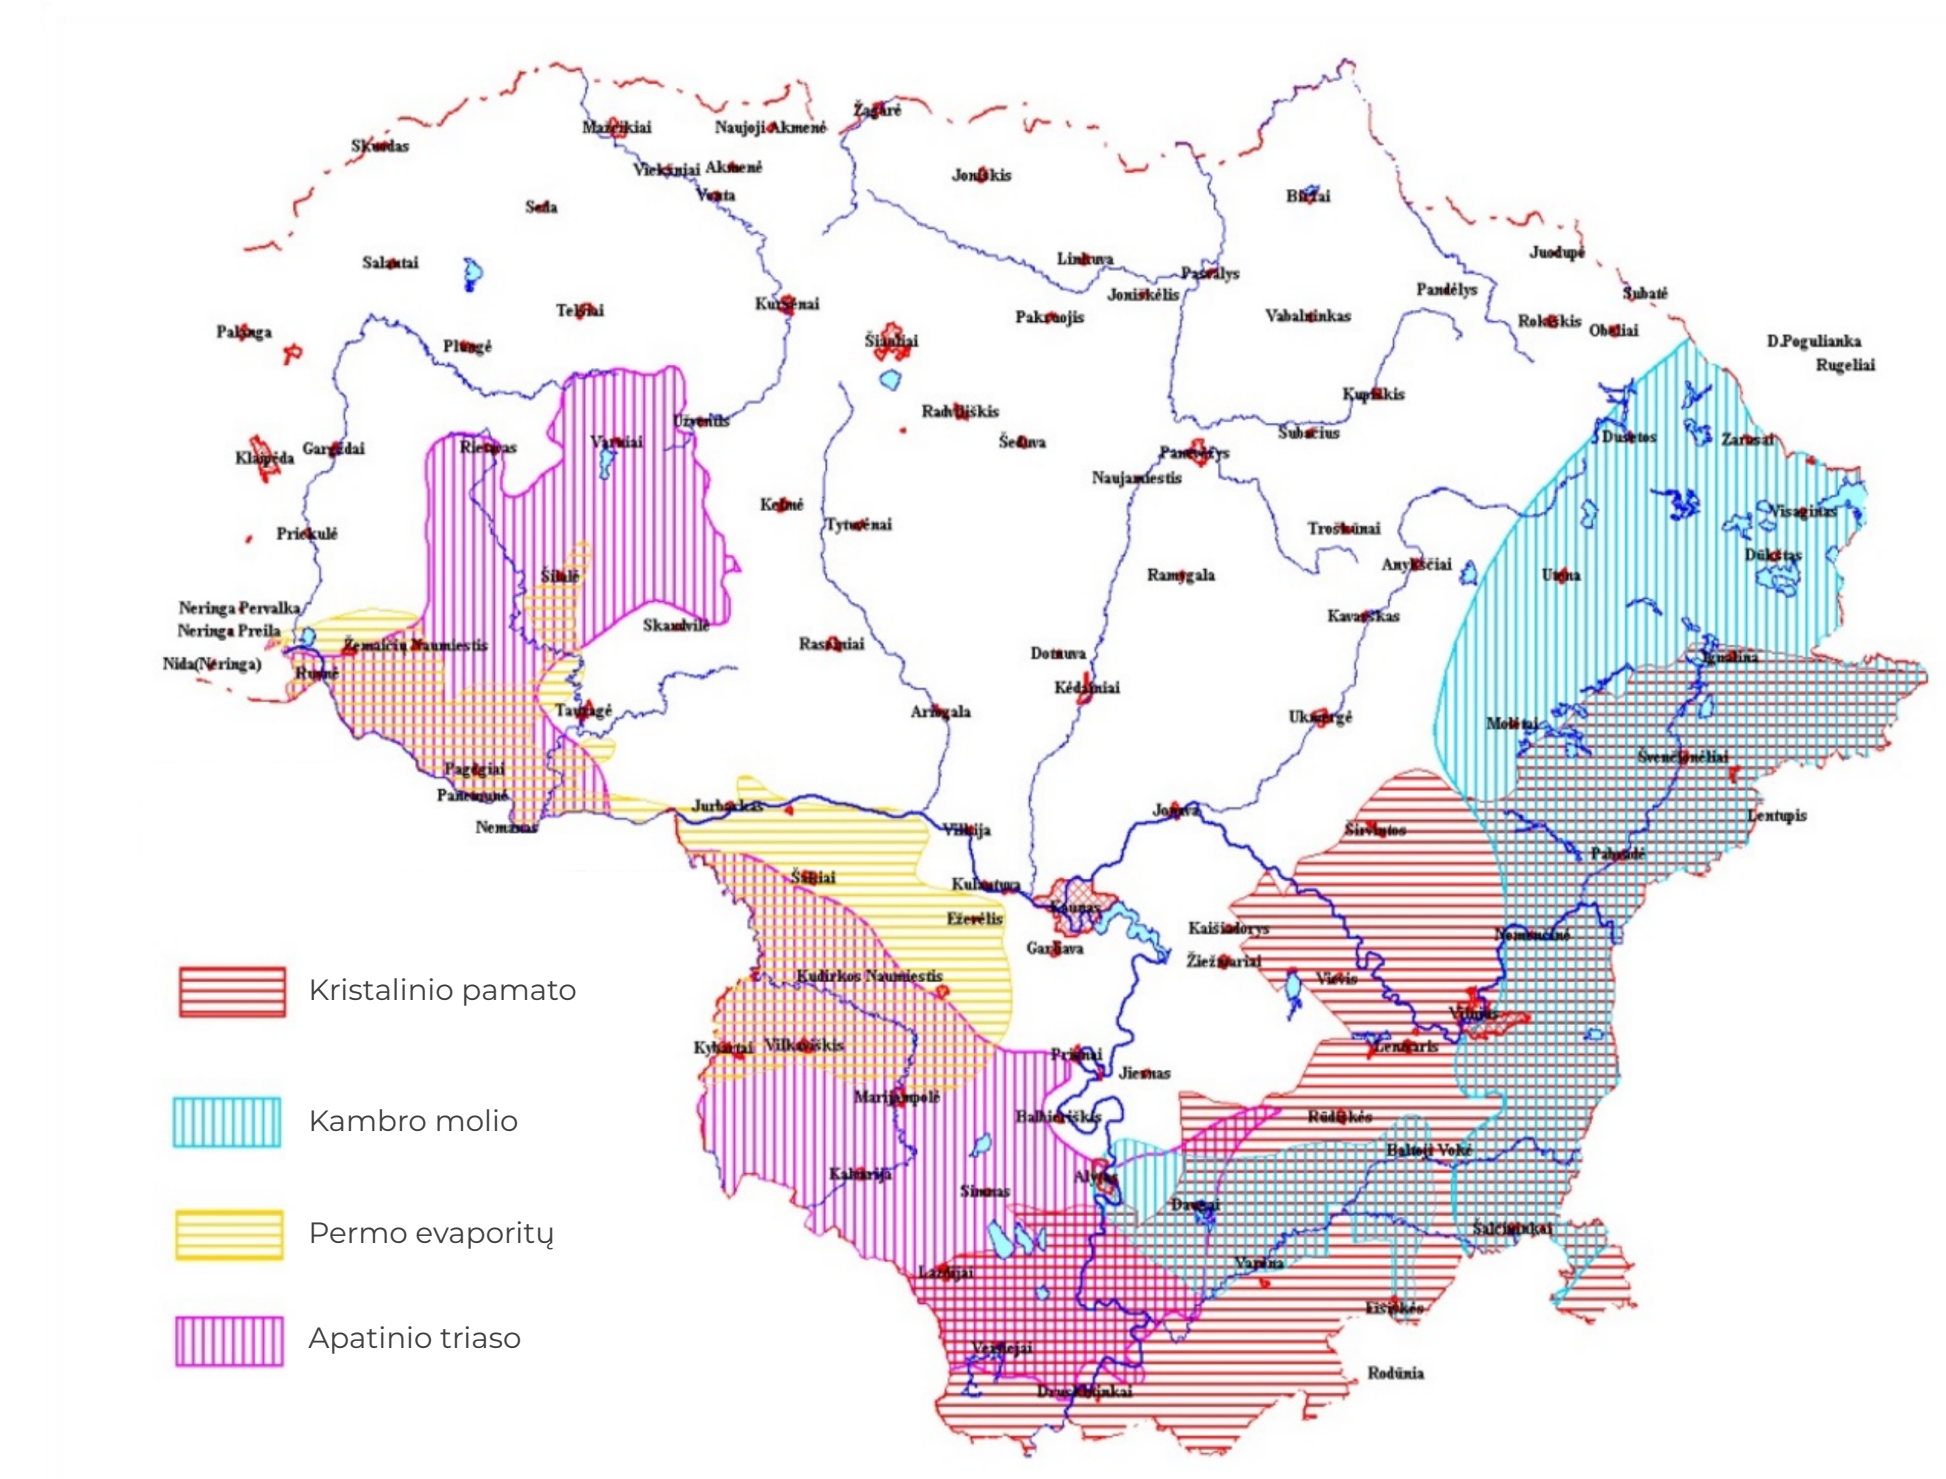 Žagarė
Mažeikiai
Naujoji Akmenė
Skuodas
Viekšniai
Akmenė
Joniškis
Venta
Biržai
Seda
Juodupė
Salantai
Linkuva
Pasvalys
Joniškėlis
Pandėlys
Subatė
Kuršėnai
Telšiai
Pakruojis
Vabalninkas
Rokiškis
Obeliai
Palanga
Šiauliai
D.Pogulianka
Plungė
Rugeliai
Kupiškis
Radviliškis
Užventis
Subačius
Dusetos
Zarasai
Šeduva
Varniai
Rietavas
Gargždai
Klaipėda
Panevėžys
Naujamiestis
Kelmė
Visaginas
Tytuvėnai
Troškūnai
Priekulė
Dūkštas
Anykščiai
Šilalė
Ramygala
Utena
Neringa Pervalka
Kavarskas
Neringa Preila
Skaudvilė
Žemaičių Naumiestis
Raseiniai
Dotnuva
Ignalina
Nida(Neringa)
Rusnė
Kėdainiai
Tauragė
Ariogala
Ukmergė
Molėtai
Švenčionėliai
Pagėgiai
Panemunė
Jurbarkas
Jonava
Lentupis
Nemanas
Vilkija
Širvintos
Pabradė
Šakiai
Kulautuva
Kaunas
Ežerėlis
Kaišiadorys
Nemenčinė
Garliava
Žiežmariai
Kudirkos Naumiestis
Vievis
Kristalinio pamato
Vilnius
Kybartai
Vilkaviškis
Lentvaris
Prienai
Jiesnas
Marijampolė
Balbieriškis
Rūdiškės
Kambro molio
Baltoji Vokė
Kalvarija
Alytus
Simnas
Daugai
Šalčininkai
Permo evaporitų
Varėna
Lazdijai
Eišiškės
Apatinio triaso
Veisiejai
Rodūnia
Druskininkai